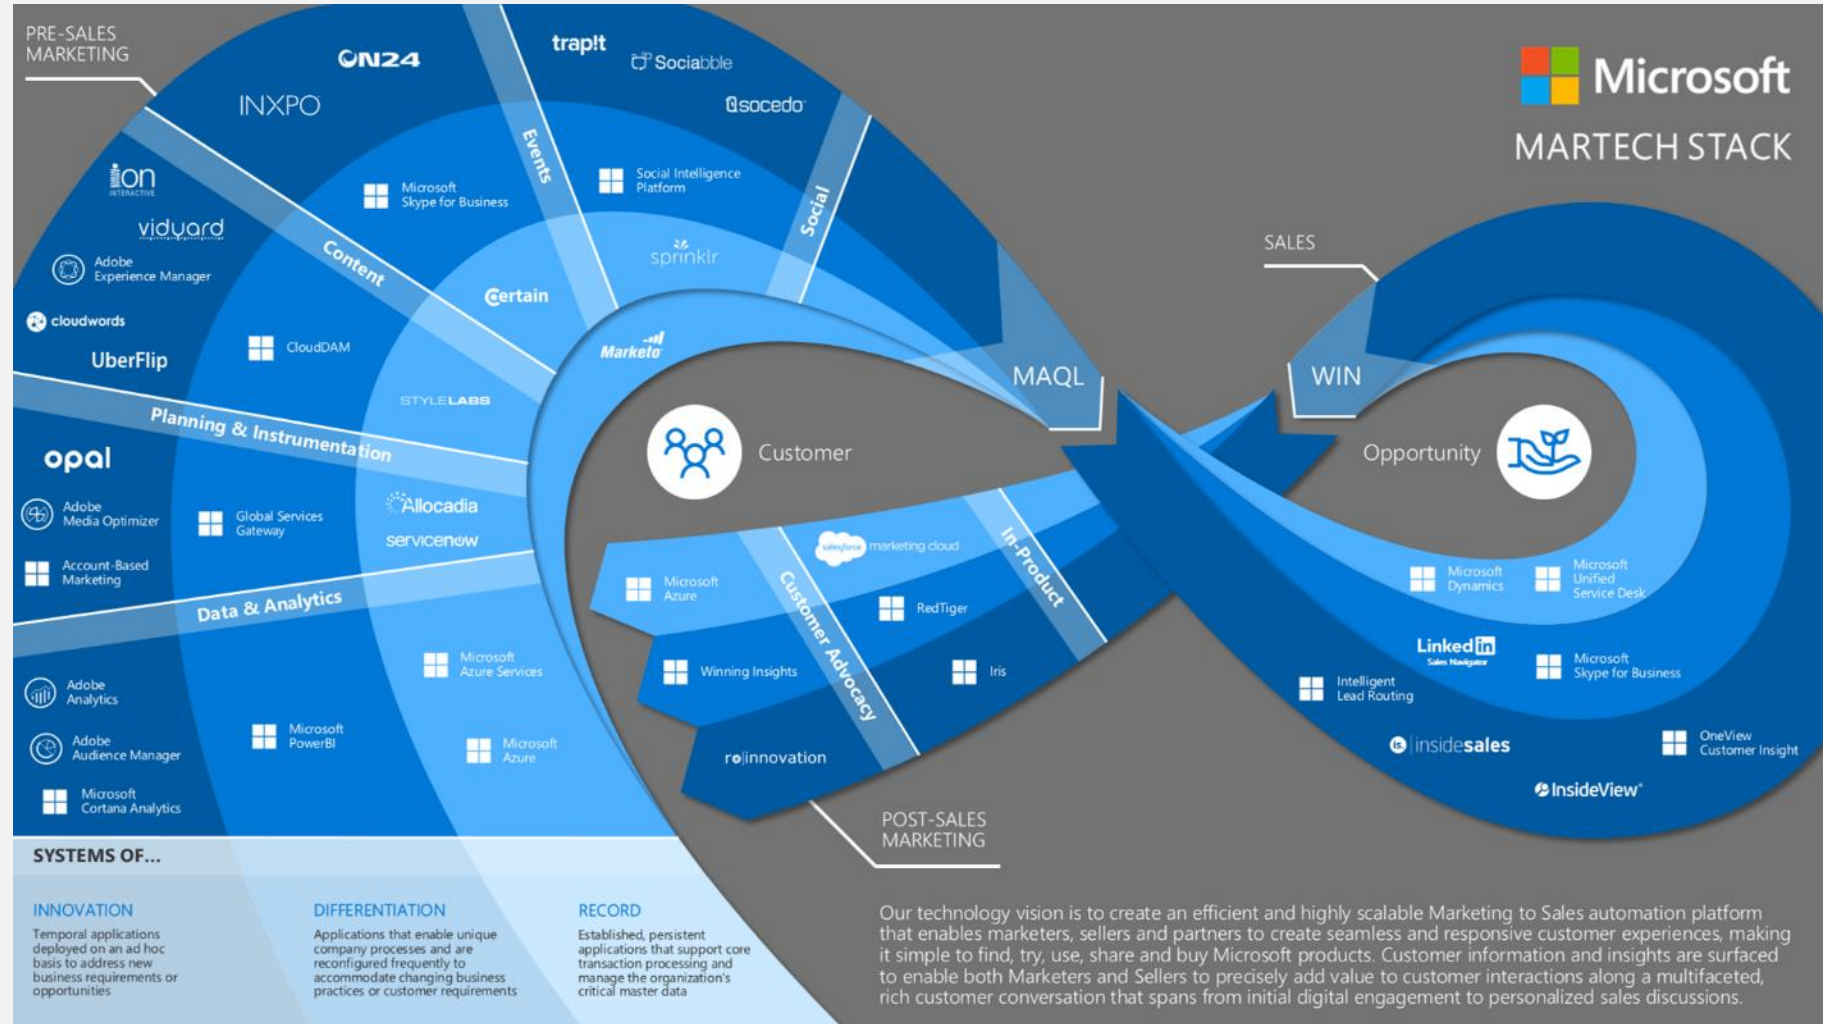 PRE-SALES
MARKETING
ON24
INXPO
trap!t
Sociabble
socedo
Microsoft
MARTECH STACK
ion
INTERACTIVE
vidyard
Adobe
Experience Manager
cloudwords
UberFlip
Events
Microsoft
Skype for Business
Social Intelligence
Platform
Social
sprinklr
Content
Certain
CloudDAM
STYLELABS
Marketo
MAQL
SALES
WIN
Planning & Instrumentation
opal
Adobe
Media Optimizer
Account-Based
Marketing
Global Services
Gateway
Allocadia
servicenow
Customer
Opportunity
Data & Analytics
Adobe
Analytics
Adobe
Audience Manager
Microsoft
Cortana Analytics
Microsoft
PowerBI
Microsoft
Azure Services
Microsoft
Azure
Microsoft
Azure
salesforce marketing cloud
In-Product
Customer Advocacy
RedTiger
Winning Insights
Iris
ro|innovation
POST-SALES
MARKETING
Microsoft
Dynamics
Microsoft
Unified
Service Desk
Linked in
Sales Navigator
Microsoft
Skype for Business
Intelligent
Lead Routing
is. insidesales
OneView
Customer Insight
InsideView®
SYSTEMS OF...
INNOVATION
Temporal applications
deployed on an ad hoc
basis to address new
business requirements or
opportunities
DIFFERENTIATION
Applications that enable unique
company processes and are
reconfigured frequently to
accommodate changing business
practices or customer requirements
RECORD
Established, persistent
applications that support core
transaction processing and
manage the organization's
critical master data
Our technology vision is to create an efficient and highly scalable Marketing to Sales automation platform
that enables marketers, sellers and partners to create seamless and responsive customer experiences, making
it simple to find, try, use, share and buy Microsoft products. Customer information and insights are surfaced
to enable both Marketers and Sellers to precisely add value to customer interactions along a multifaceted,
rich customer conversation that spans from initial digital engagement to personalized sales discussions.